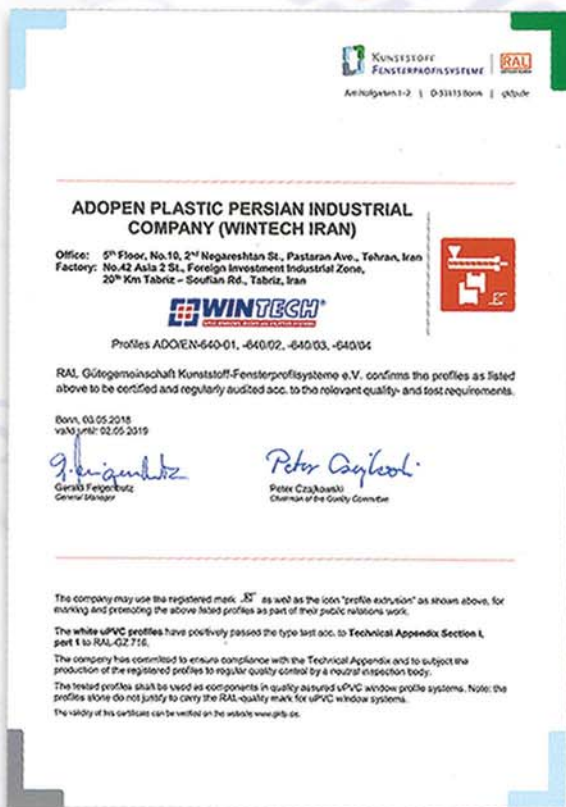 KUNSTSTOFF
FENSTERPROFILSYSTEME
RAL
Am Hofgarten 1-2 | D-53113 Bonn | gkfp.de
ADOPEN PLASTIC PERSIAN INDUSTRIAL
COMPANY (WINTECH IRAN)
Office: 5th Floor, No.10, 2nd Negareshtan St., Pastaran Ave., Tehran, Iran
Factory: No.42 Asia 2 St., Foreign Investment Industrial Zone,
20th Km Tabriz – Soufian Rd., Tabriz, Iran
WINTECH®
Profiles ADO/EN-640-01, -640/02, -640/03, -640/04
RAL Gütegemeinschaft Kunststoff-Fensterprofilsysteme e.V. confirms the profiles as listed
above to be certified and regularly audited acc. to the relevant quality- and test requirements.
Bonn, 03.05.2018
valid until: 02.05.2019
Gerald Feigenbutz
General Manager
Peter Czajkowski
Chairman of the Quality Committee
The company may use the registered mark as well as the icon "profile extrusion" as shown above, for
marking and promoting the above listed profiles as part of their public relations work.
The white uPVC profiles have positively passed the type test acc. to Technical Appendix Section I,
part 1 to RAL-GZ 716.
The company has committed to ensure compliance with the Technical Appendix and to subject the
production of the registered profiles to regular quality control by a neutral inspection body.
The tested profiles shall be used as components in quality assured uPVC window profile systems. Note: the
profiles alone do not justify to carry the RAL-quality mark for uPVC window systems.
The validity of this certificate can be verified on the website www.gkfp.de.